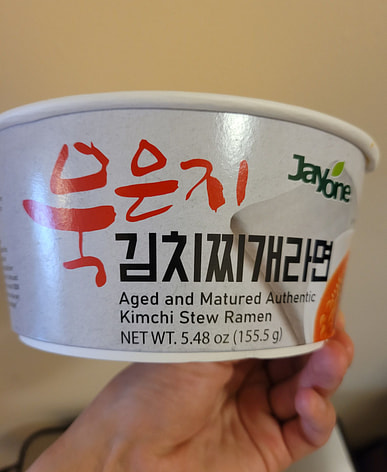 묵은지
Jayone
김치찌개라면
Aged and Matured Authentic
Kimchi Stew Ramen
NET WT. 5.48 oz (155.5 g)